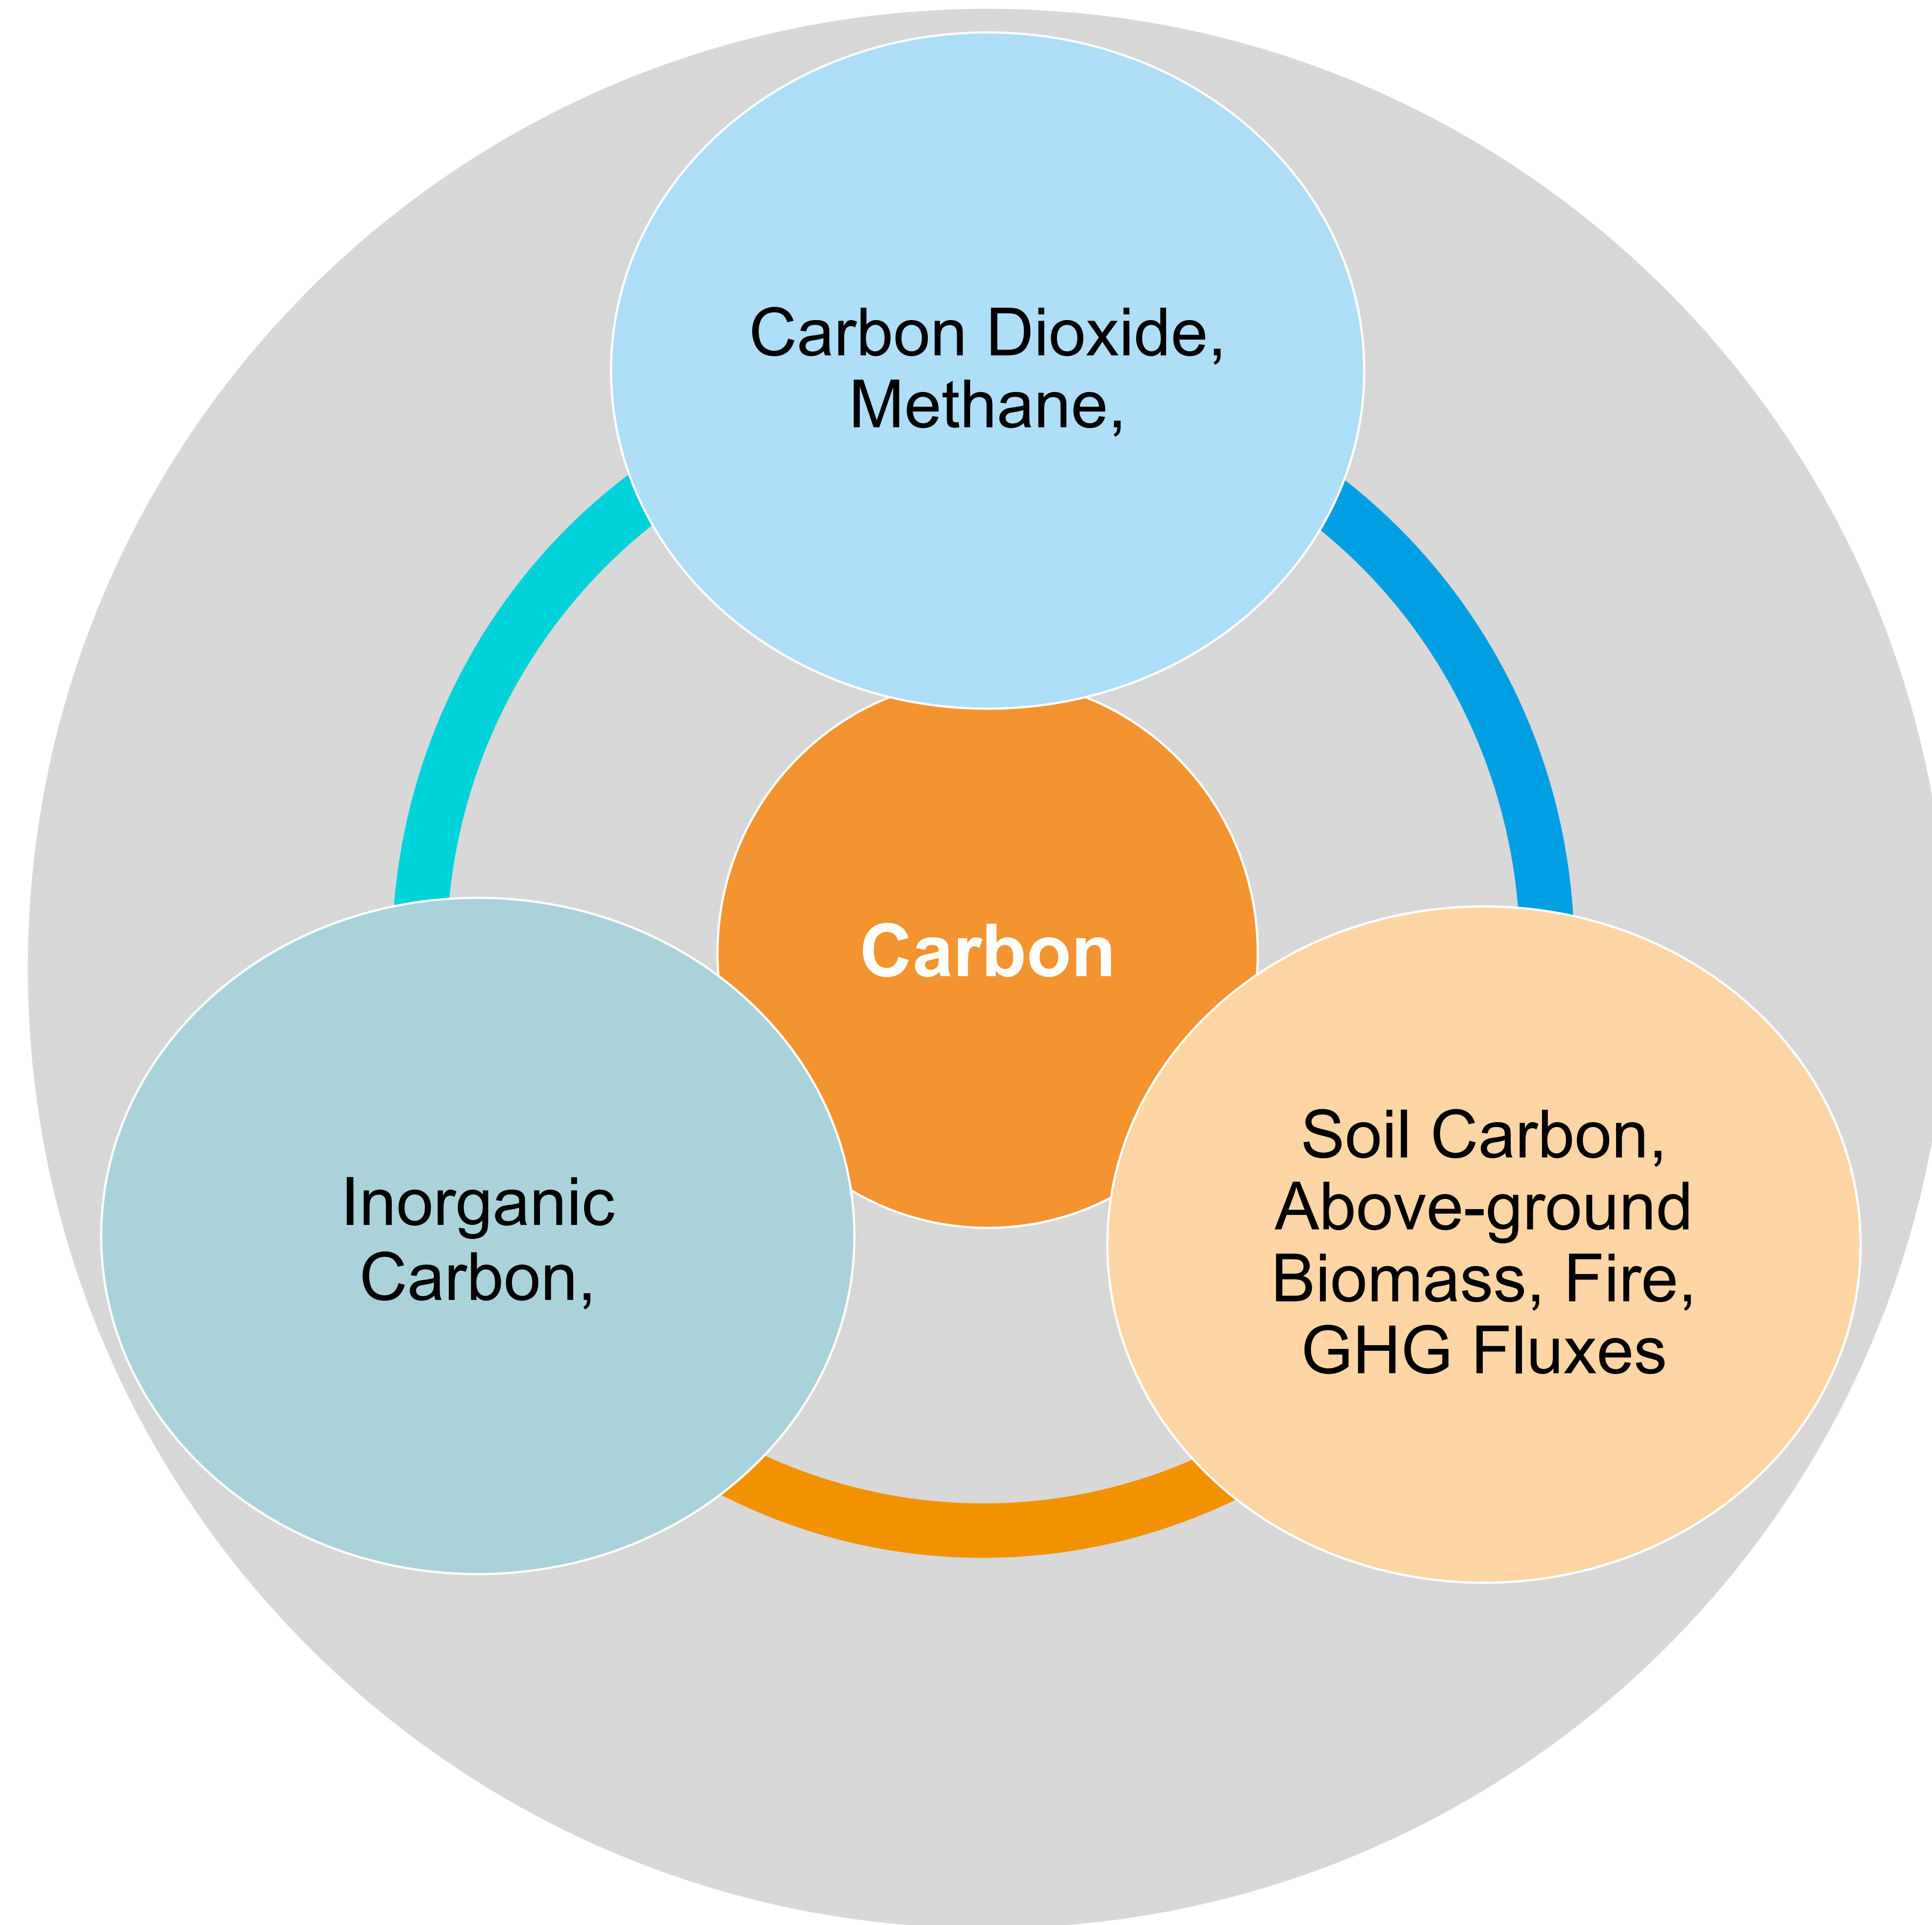 Carbon Dioxide,
Methane,
Carbon
Inorganic
Carbon,
Soil Carbon,
Above-ground
Biomass, Fire,
GHG Fluxes